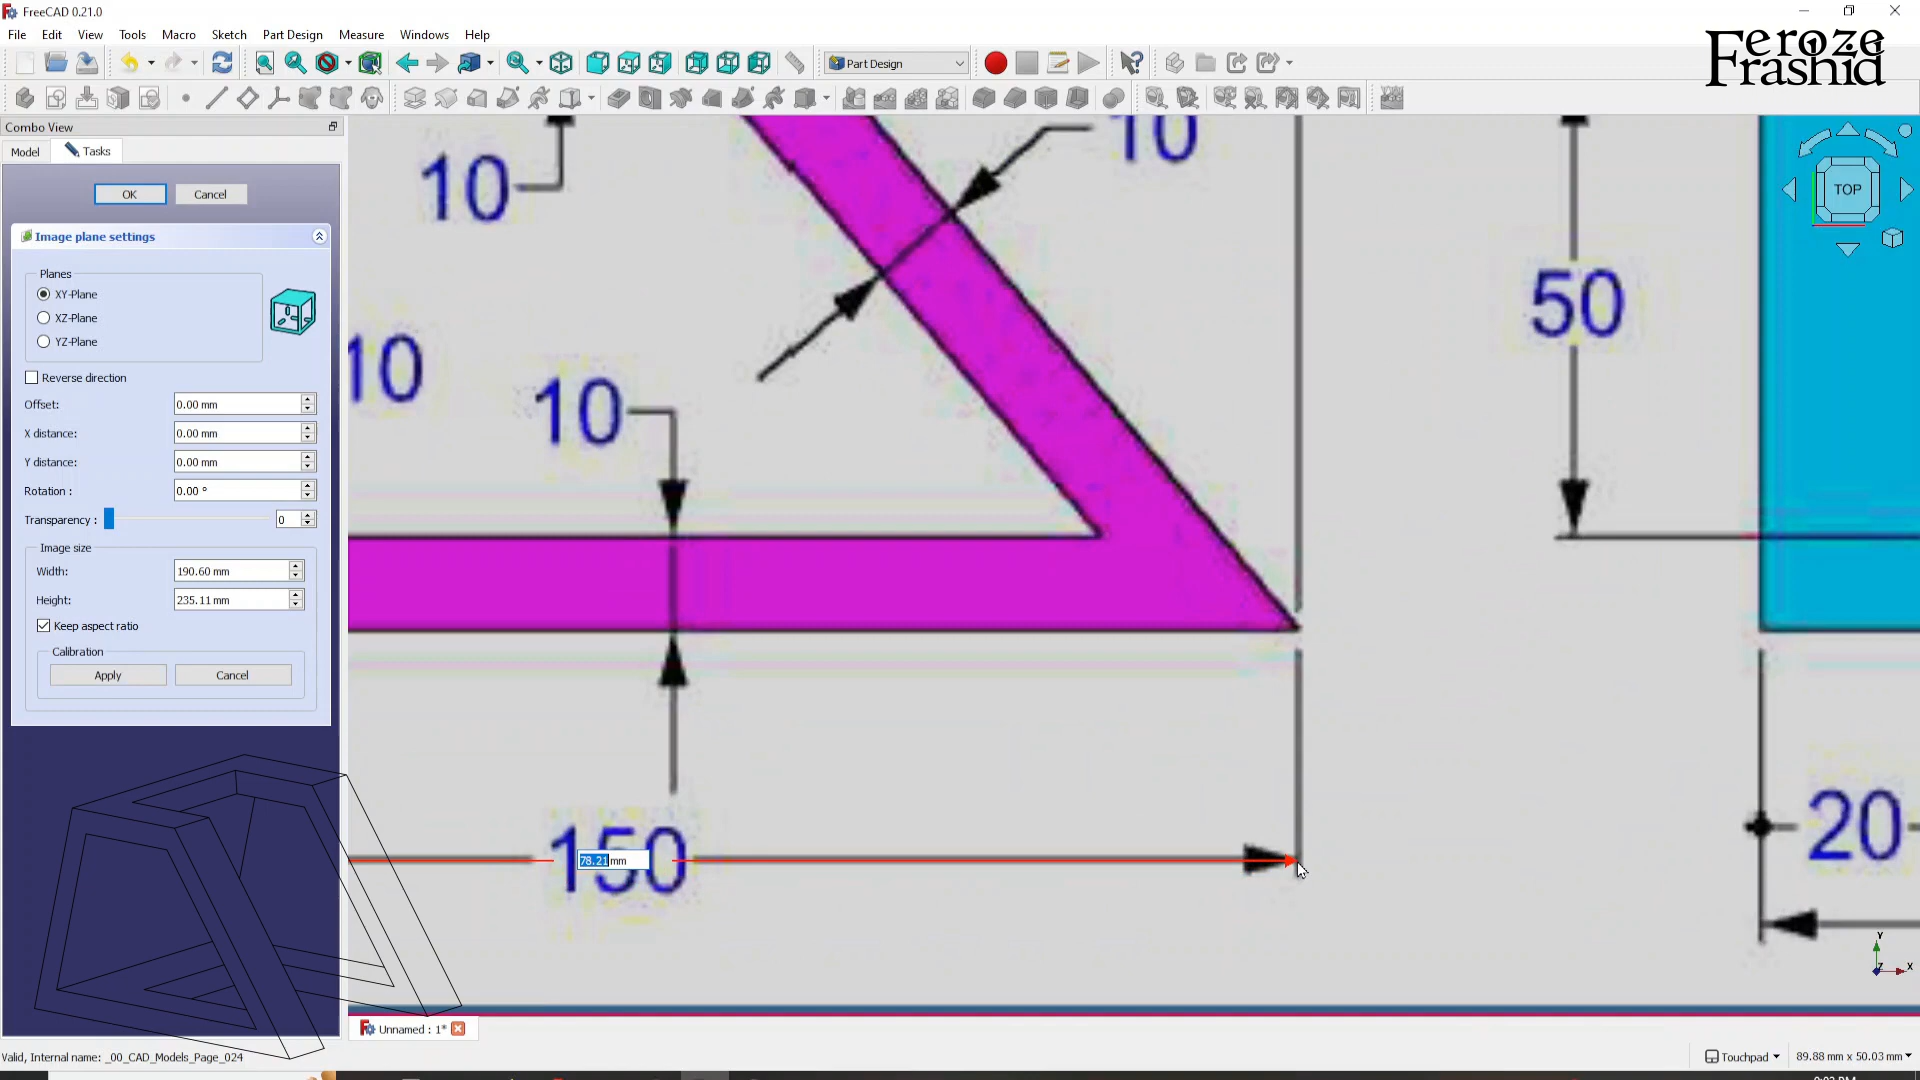 FreeCAD 0.21.0
File Edit View Tools Macro Sketch Part Design Measure Windows Help
Part Design
Feroze
Frashid
Combo View
Model Tasks
OK Cancel
Image plane settings
Planes
XY-Plane
XZ-Plane
YZ-Plane
Reverse direction
Offset: 0.00 mm
X distance: 0.00 mm
Y distance: 0.00 mm
Rotation : 0.00 °
Transparency : 0
Image size
Width: 190.60 mm
Height: 235.11 mm
Keep aspect ratio
Calibration
Apply Cancel
10
10
TOP
50
10
10
150
78.21 mm
20
Y
Z X
Unnamed : 1*
Valid, Internal name: _00_CAD_Models_Page_024
Touchpad 89.88 mm x 50.03 mm